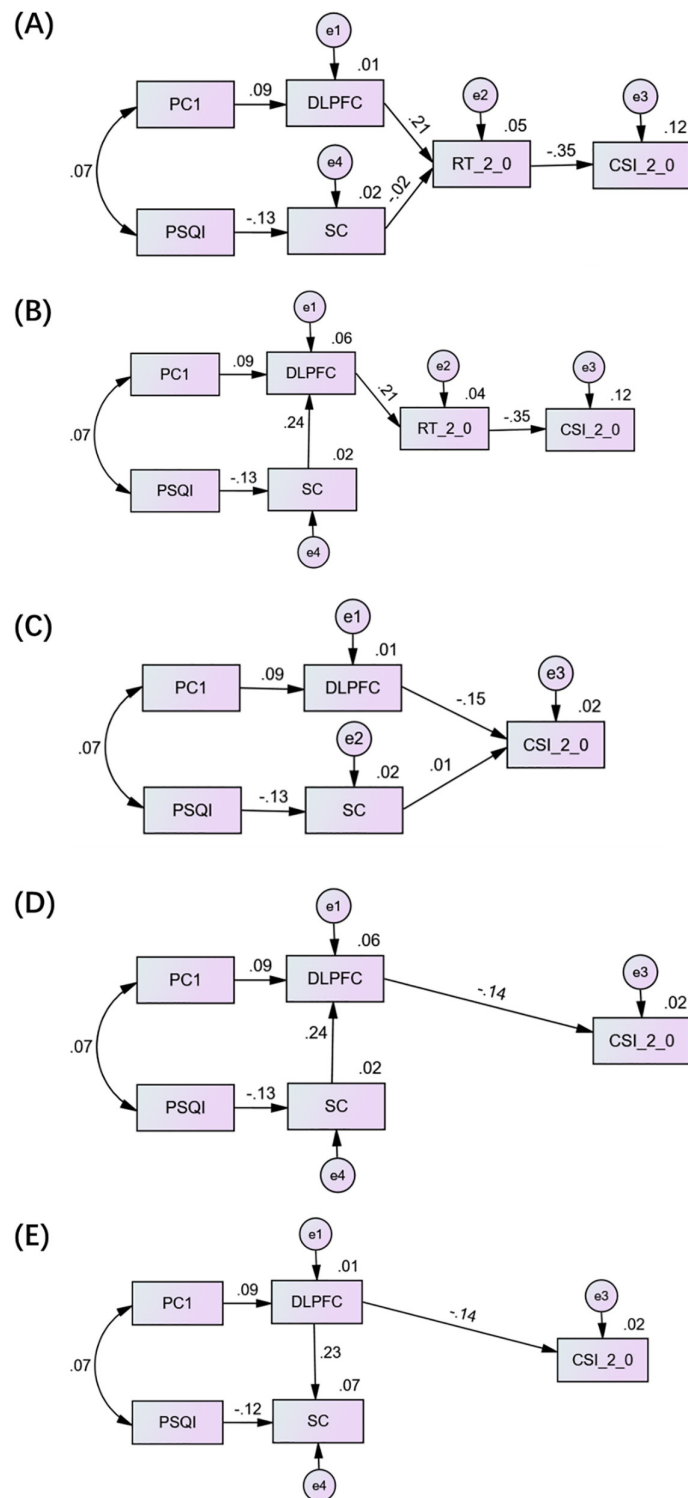 (A)
e1
.01
PC1
.09
DLPFC
e2
e3
.21
.05
.12
.07
e4
RT_2_0
-.35
CSI_2_0
.02
-.02
PSQI
-.13
SC
(B)
e1
.06
PC1
.09
DLPFC
e2
e3
.21
.04
.12
.07
.24
RT_2_0
-.35
CSI_2_0
.02
PSQI
-.13
SC
e4
(C)
e1
.01
PC1
.09
DLPFC
e3
-.15
.02
.07
e2
CSI_2_0
.02
.01
PSQI
-.13
SC
(D)
e1
.06
PC1
.09
DLPFC
e3
-.14
.02
.07
.24
CSI_2_0
.02
PSQI
-.13
SC
e4
(E)
e1
.01
PC1
.09
DLPFC
e3
-.14
.02
.07
.23
CSI_2_0
.07
PSQI
-.12
SC
e4